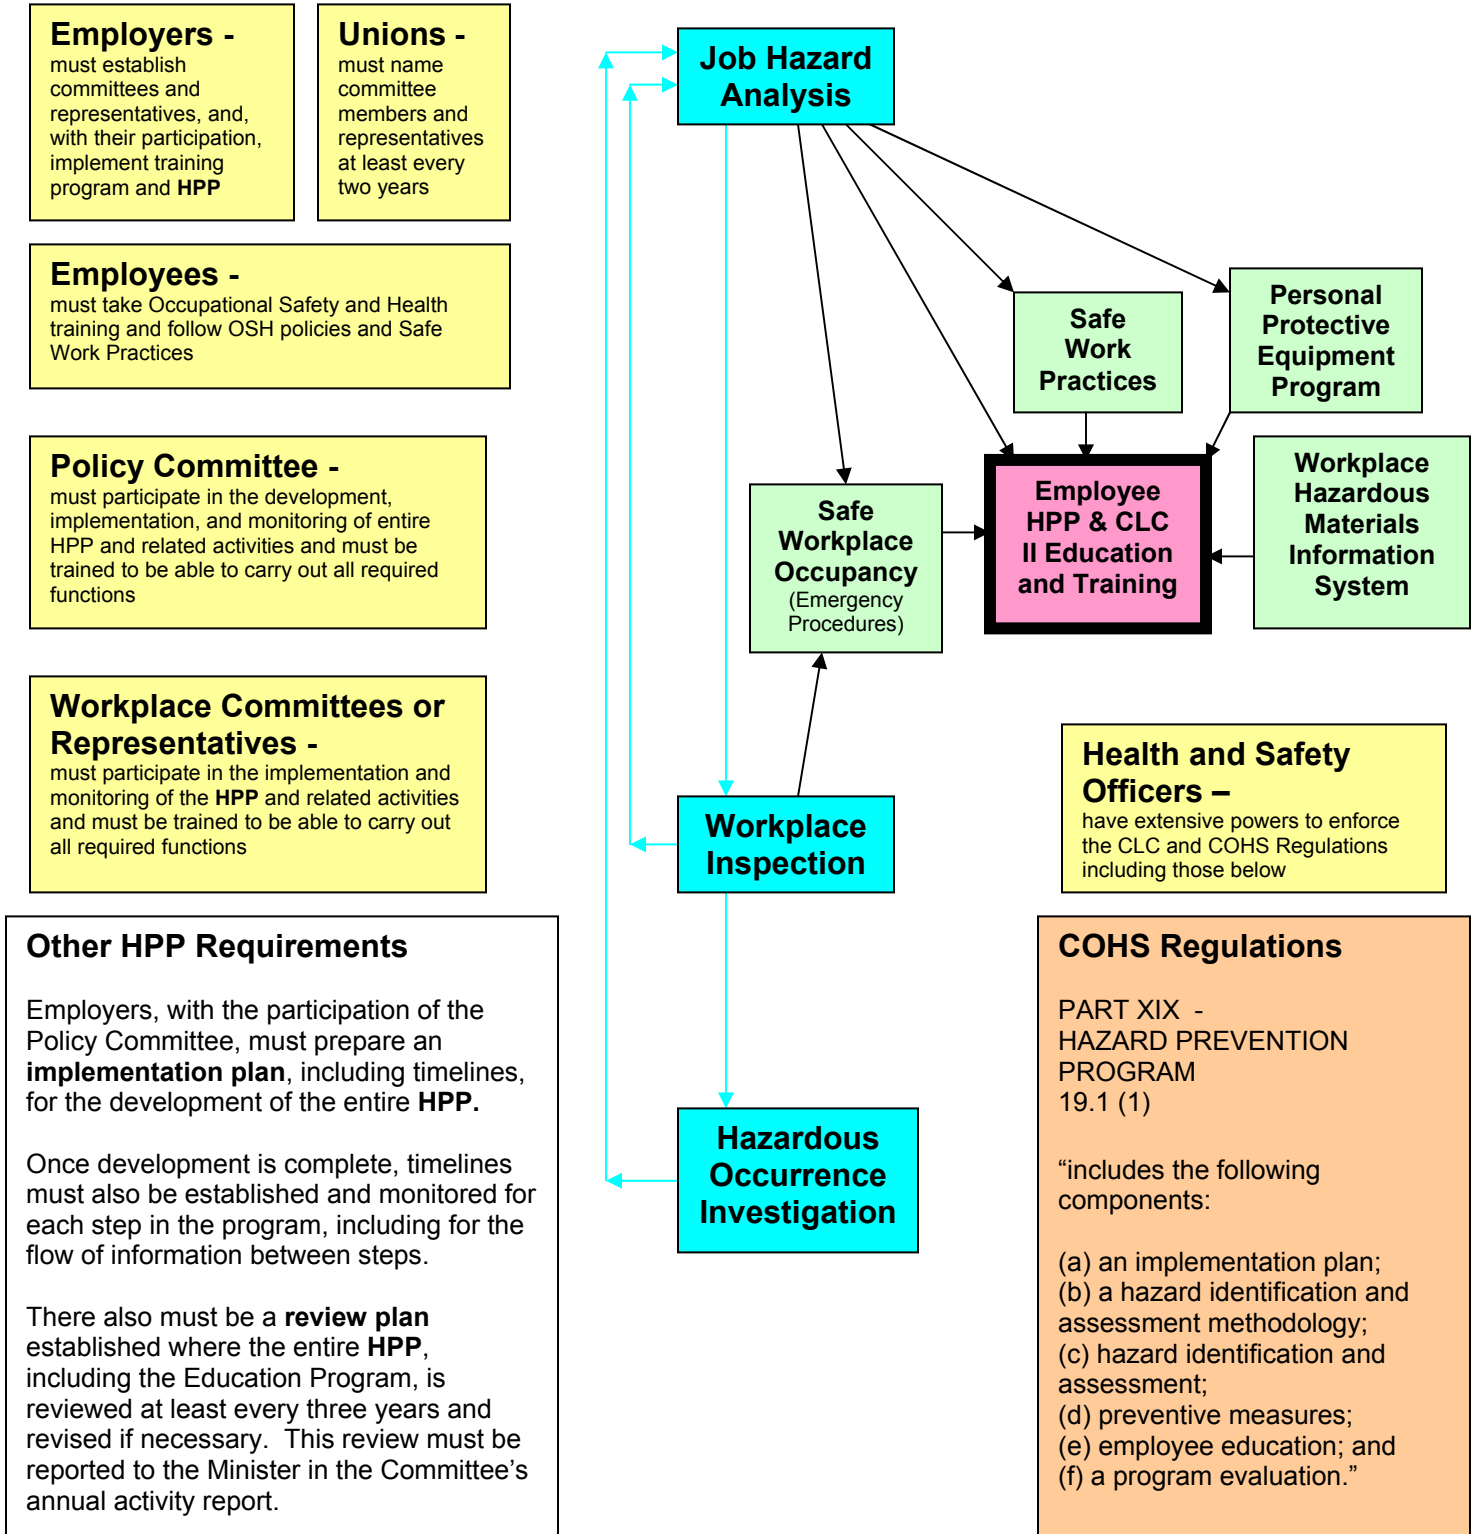 Employers -
must establish
committees and
representatives, and,
with their participation,
implement training
program and HPP
Unions -
must name
committee
members and
representatives
at least every
two years
Employees -
must take Occupational Safety and Health
training and follow OSH policies and Safe
Work Practices
Policy Committee -
must participate in the development,
implementation, and monitoring of entire
HPP and related activities and must be
trained to be able to carry out all required
functions
Workplace Committees or
Representatives -
must participate in the implementation and
monitoring of the HPP and related activities
and must be trained to be able to carry out
all required functions
Other HPP Requirements
Employers, with the participation of the
Policy Committee, must prepare an
implementation plan, including timelines,
for the development of the entire HPP.
Once development is complete, timelines
must also be established and monitored for
each step in the program, including for the
flow of information between steps.
There also must be a review plan
established where the entire HPP,
including the Education Program, is
reviewed at least every three years and
revised if necessary.  This review must be
reported to the Minister in the Committee's
annual activity report.
Job Hazard
Analysis
Safe
Work
Practices
Personal
Protective
Equipment
Program
Safe
Workplace
Occupancy
(Emergency
Procedures)
Employee
HPP & CLC
II Education
and Training
Workplace
Hazardous
Materials
Information
System
Workplace
Inspection
Hazardous
Occurrence
Investigation
Health and Safety
Officers –
have extensive powers to enforce
the CLC and COHS Regulations
including those below
COHS Regulations
PART XIX  -
HAZARD PREVENTION
PROGRAM
19.1 (1)
“includes the following
components:
(a) an implementation plan;
(b) a hazard identification and
assessment methodology;
(c) hazard identification and
assessment;
(d) preventive measures;
(e) employee education; and
(f) a program evaluation.”